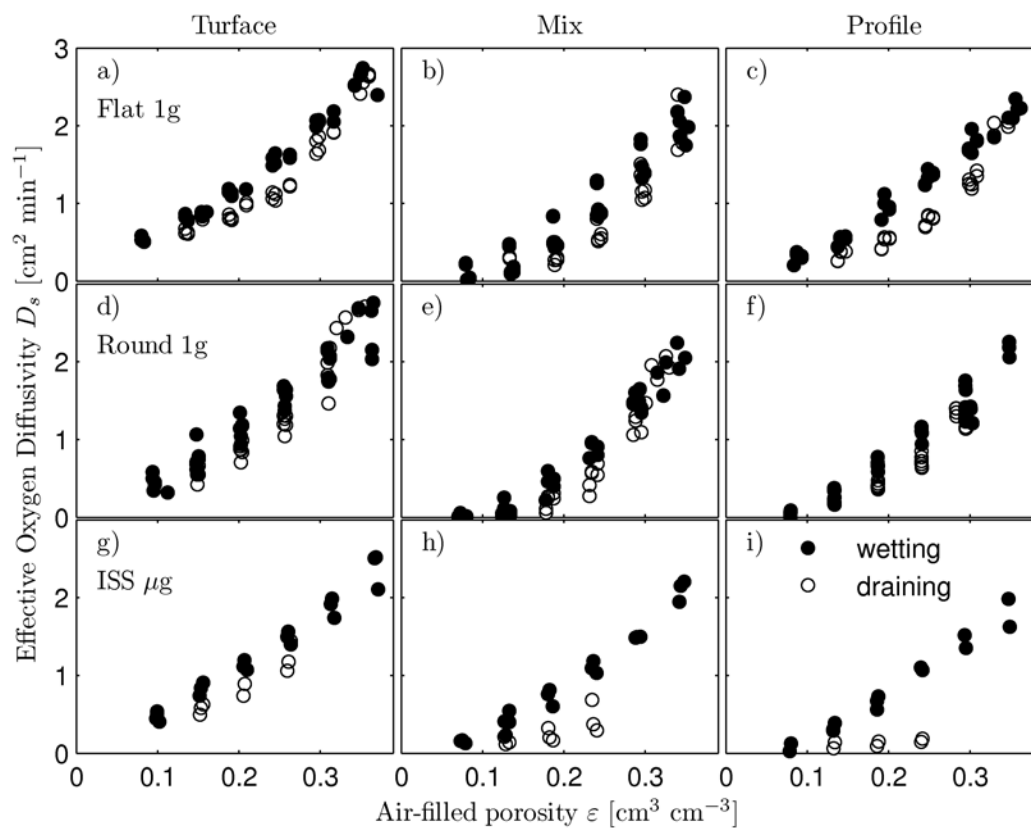 Turface Mix Profile
3
a) b) c)
Flat 1g
2
1
0
d) e) f)
Round 1g
2
1
0
g) h) i) wetting
ISS μg draining
2
1
0
0 0.1 0.2 0.3 0 0.1 0.2 0.3 0 0.1 0.2 0.3
Effective Oxygen Diffusivity Dₛ [cm² min⁻¹]
Air-filled porosity ε [cm³ cm⁻³]